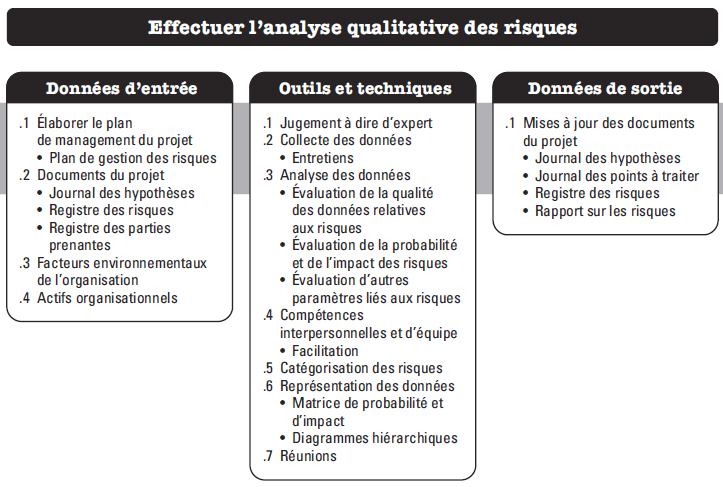 Effectuer l’analyse qualitative des risques
Données d’entrée
.1 Élaborer le plan
de management du projet
• Plan de gestion des risques
.2 Documents du projet
• Journal des hypothèses
• Registre des risques
• Registre des parties
prenantes
.3 Facteurs environnementaux
de l’organisation
.4 Actifs organisationnels
Outils et techniques
.1 Jugement à dire d’expert
.2 Collecte des données
• Entretiens
.3 Analyse des données
• Évaluation de la qualité
des données relatives
aux risques
• Évaluation de la probabilité
et de l’impact des risques
• Évaluation d’autres
paramètres liés aux risques
.4 Compétences
interpersonnelles et d’équipe
• Facilitation
.5 Catégorisation des risques
.6 Représentation des données
• Matrice de probabilité et
d’impact
• Diagrammes hiérarchiques
.7 Réunions
Données de sortie
.1 Mises à jour des documents
du projet
• Journal des hypothèses
• Journal des points à traiter
• Registre des risques
• Rapport sur les risques